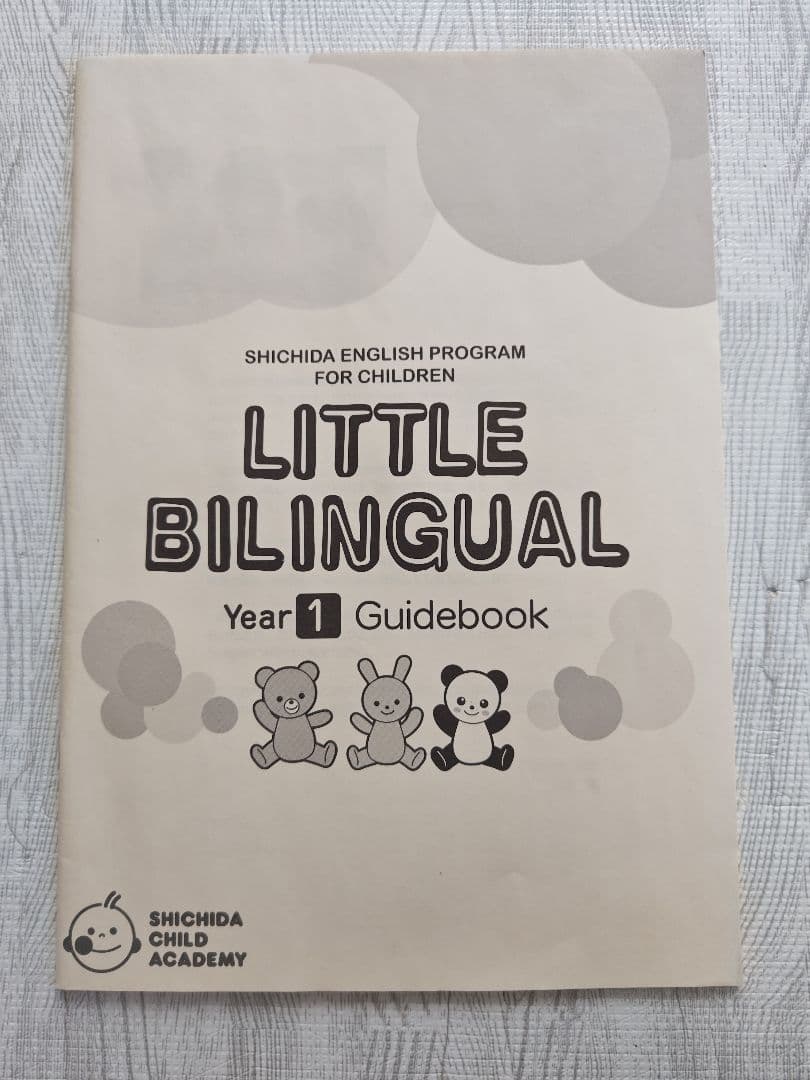 SHICHIDA ENGLISH PROGRAM
FOR CHILDREN
LITTLE
BILINGUAL
Year 1 Guidebook
SHICHIDA
CHILD
ACADEMY